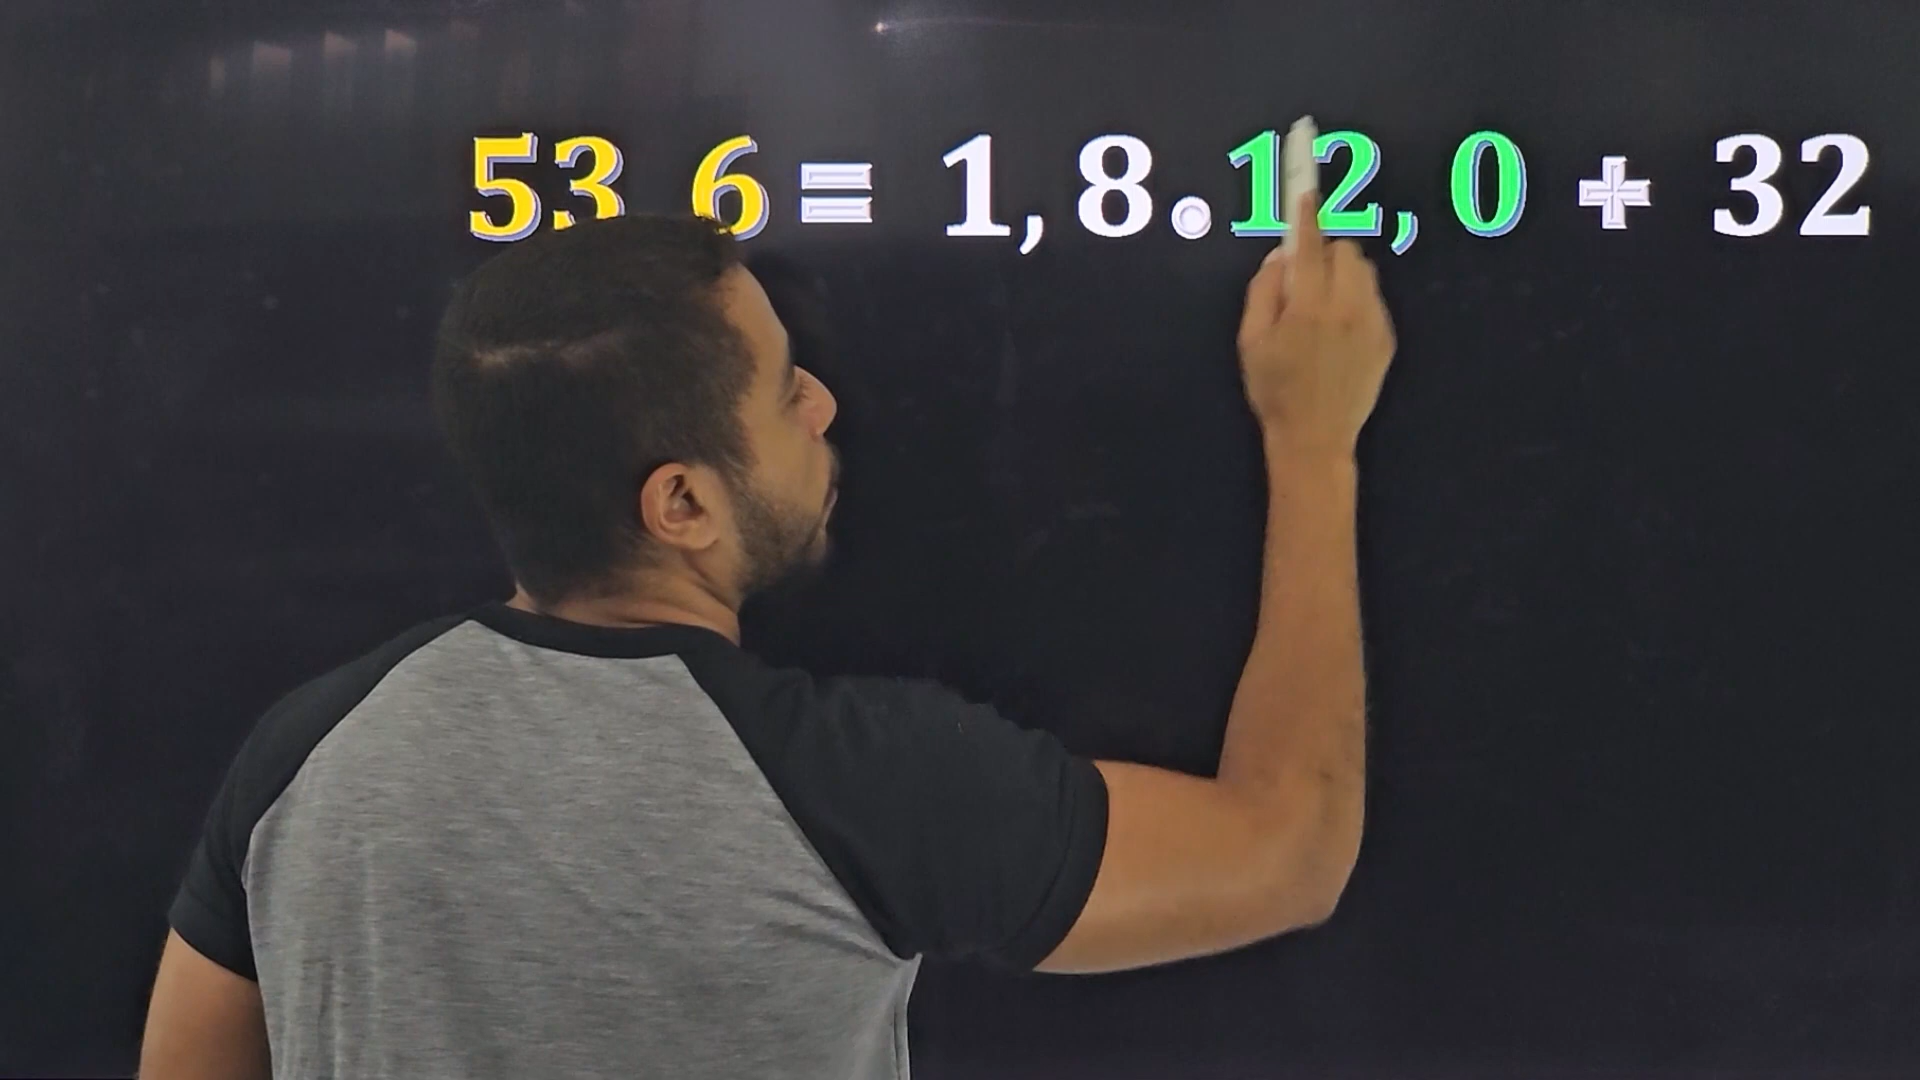 53,6 = 1,8.12,0 + 32